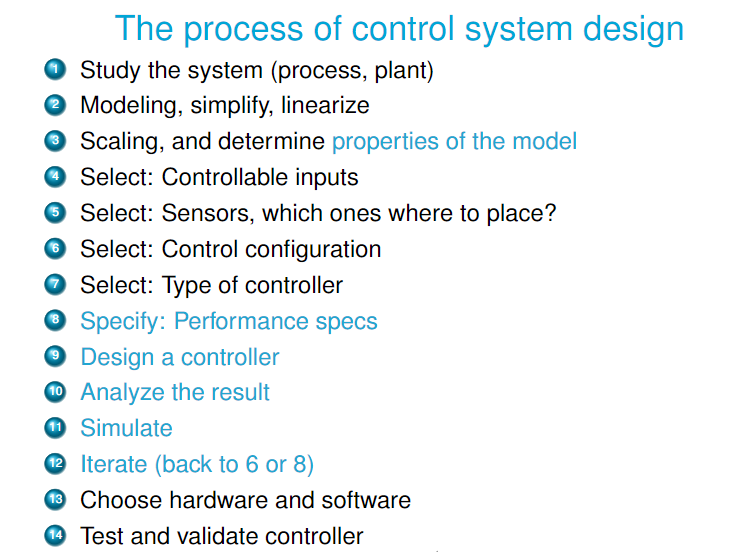 The process of control system design
1 Study the system (process, plant)
2 Modeling, simplify, linearize
3 Scaling, and determine properties of the model
4 Select: Controllable inputs
5 Select: Sensors, which ones where to place?
6 Select: Control configuration
7 Select: Type of controller
8 Specify: Performance specs
9 Design a controller
10 Analyze the result
11 Simulate
12 Iterate (back to 6 or 8)
13 Choose hardware and software
14 Test and validate controller